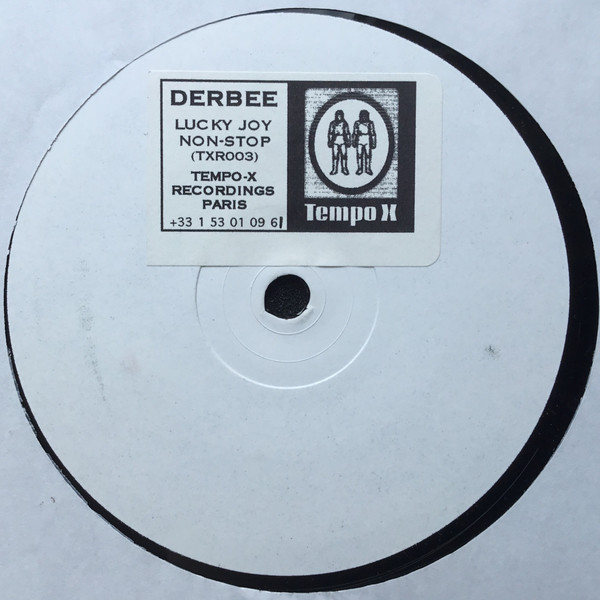 DERBEE
LUCKY JOY
NON-STOP
(TXR003)
TEMPO-X
RECORDINGS
PARIS
+33 1 53 01 09 61
Tempo X